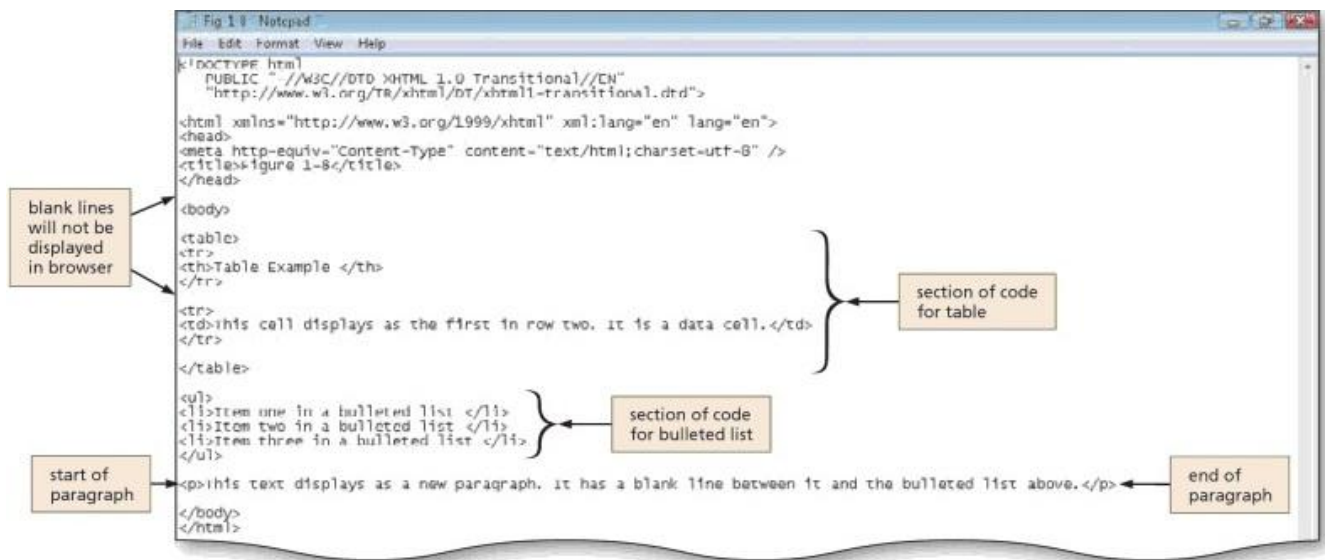 Fig 1 8 Notepad
File Edit Format View Help
<!DOCTYPE html
PUBLIC "-//W3C//DTD XHTML 1.0 Transitional//EN"
"http://www.w3.org/TR/xhtml/DT/xhtml1-transitional.dtd">
<html xmlns="http://www.w3.org/1999/xhtml" xml:lang="en" lang="en">
<head>
<meta http-equiv="Content-Type" content="text/html;charset=utf-8" />
<title>Figure 1-8</title>
</head>
blank lines
will not be
displayed
in browser
<body>
<table>
<tr>
<th>Table Example </th>
</tr>
<tr>
<td>This cell displays as the first in row two. It is a data cell.</td>
</tr>
</table>
section of code
for table
<ul>
<li>Item one in a bulleted list </li>
<li>Item two in a bulleted list </li>
<li>Item three in a bulleted list </li>
</ul>
section of code
for bulleted list
start of
paragraph
<p>This text displays as a new paragraph. It has a blank line between it and the bulleted list above.</p>
end of
paragraph
</body>
</html>